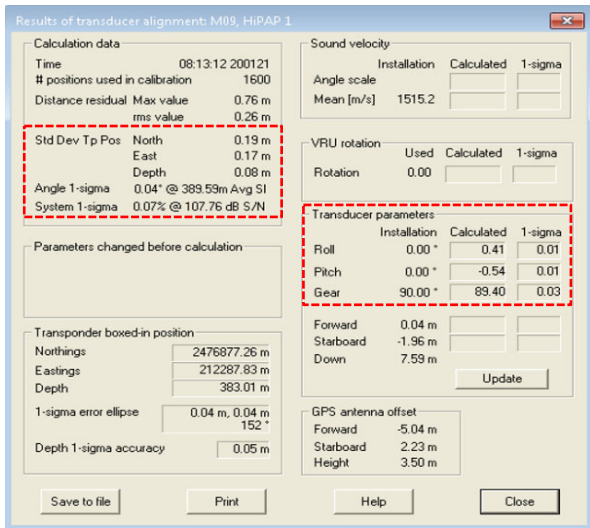 Results of transducer alignment: M09, HiPAP 1
Calculation data
Time 08:13:12 200121
# positions used in calibration 1600
Distance residual Max value 0.76 m
rms value 0.26 m
Std Dev Tp Pos North 0.19 m
East 0.17 m
Depth 0.08 m
Angle 1-sigma 0.04° @ 389.59m Avg Sl
System 1-sigma 0.07% @ 107.76 dB S/N
Parameters changed before calculation
Transponder boxed-in position
Northings 2476877.26 m
Eastings 212287.83 m
Depth 383.01 m
1-sigma error ellipse 0.04 m, 0.04 m
152 °
Depth 1-sigma accuracy 0.05 m
Sound velocity
Installation Calculated 1-sigma
Angle scale
Mean [m/s] 1515.2
VRU rotation
Used Calculated 1-sigma
Rotation 0.00
Transducer parameters
Installation Calculated 1-sigma
Roll 0.00 ° 0.41 0.01
Pitch 0.00 ° -0.54 0.01
Gear 90.00 ° 89.40 0.03
Forward 0.04 m
Starboard -1.96 m
Down 7.59 m
Update
GPS antenna offset
Forward -5.04 m
Starboard 2.23 m
Height 3.50 m
Save to file Print Help Close